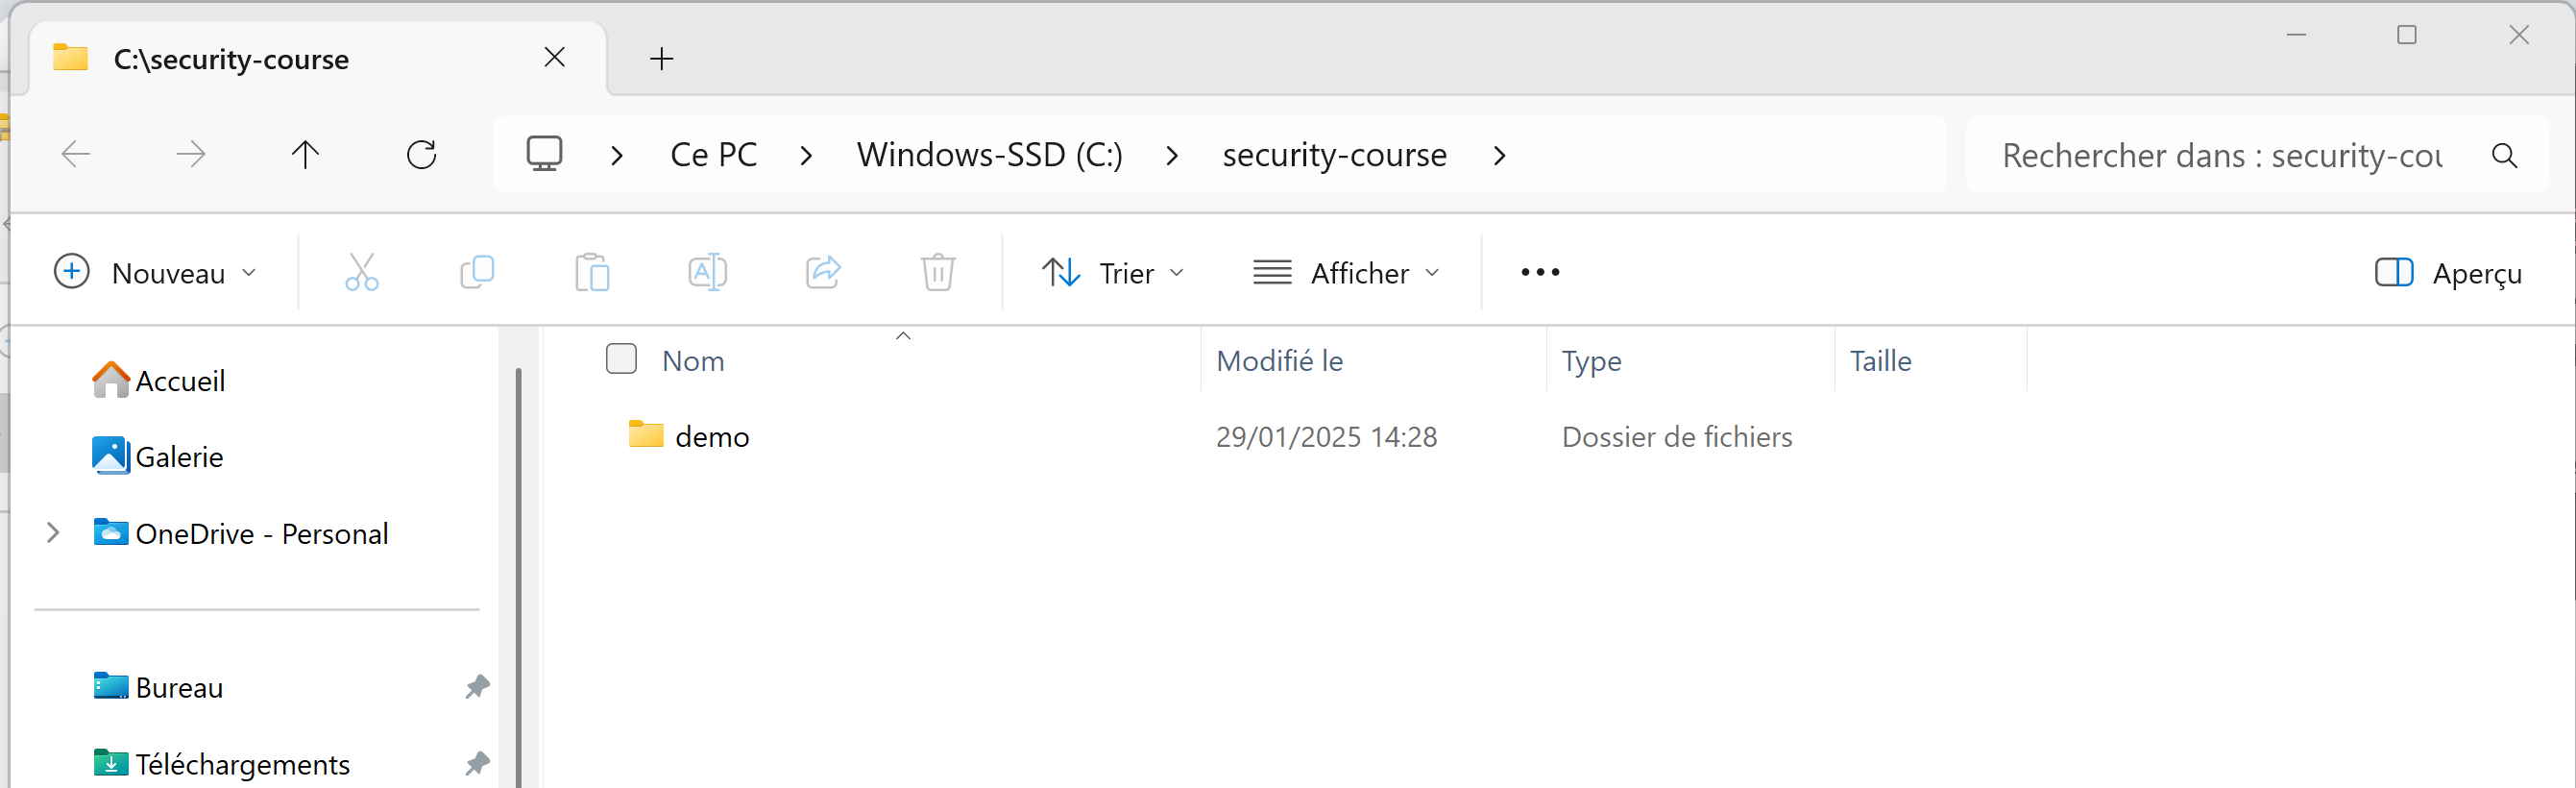 C:\security-course
Ce PC Windows-SSD (C:) security-course
Rechercher dans : security-cou
Nouveau Trier Afficher Aperçu
Nom Modifié le Type Taille
demo 29/01/2025 14:28 Dossier de fichiers
Accueil
Galerie
OneDrive - Personal
Bureau
Téléchargements